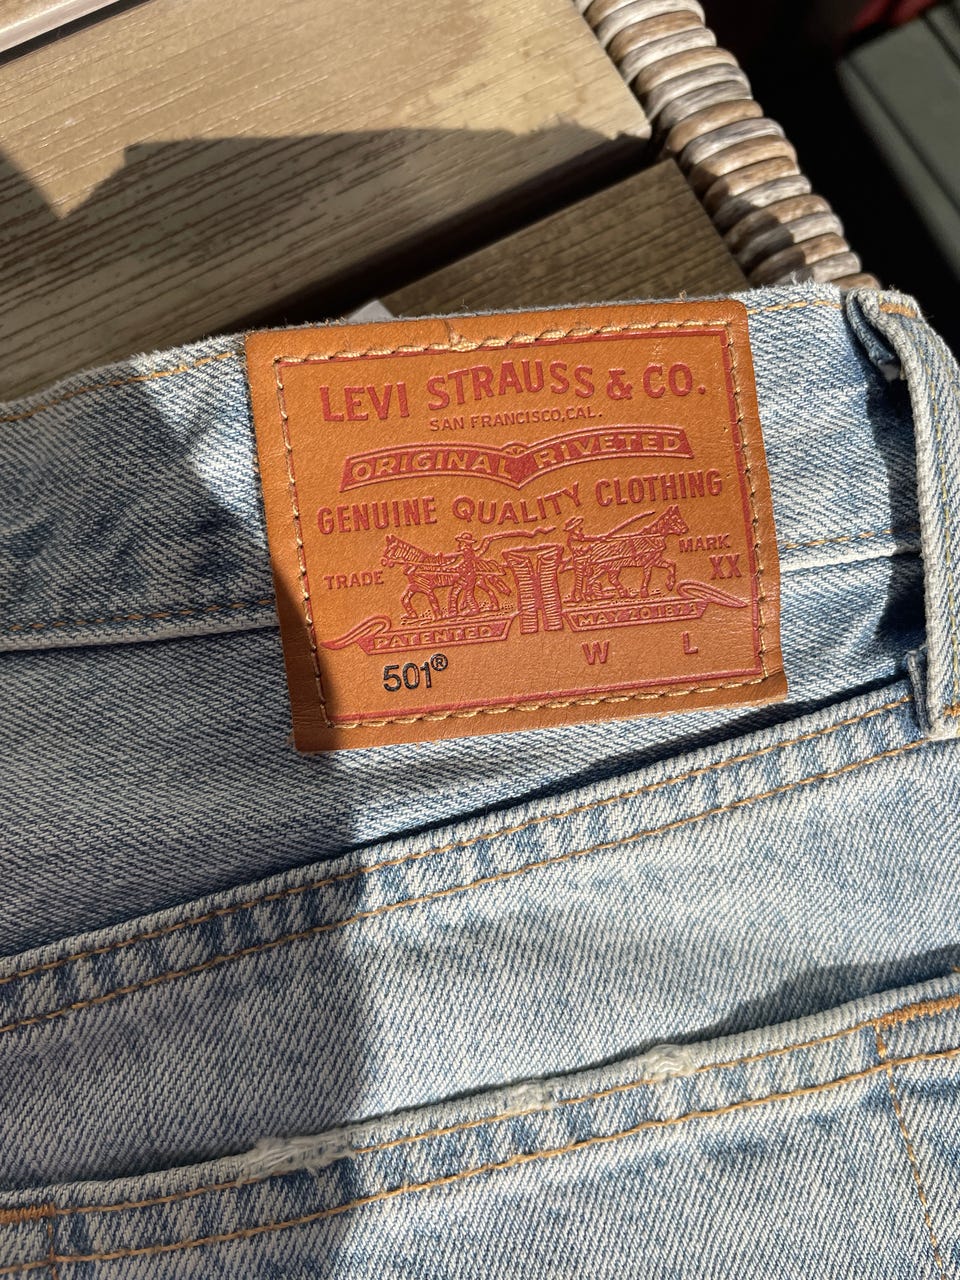 LEVI STRAUSS & CO.
SAN FRANCISCO, CAL.
ORIGINAL RIVETED
GENUINE QUALITY CLOTHING
TRADE MARK
XX
PATENTED MAY 20 1873
501® W L